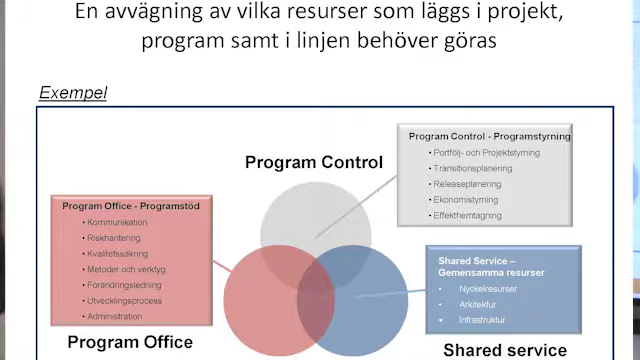 En avvägning av vilka resurser som läggs i projekt,
program samt i linjen behöver göras
Exempel
Program Control
Program Control - Programstyrning
• Portfölj- och Projektstyrning
• Transitionsplanering
• Releaseplanering
• Ekonomistyrning
• Effekthemtagning
Program Office - Programstöd
• Kommunikation
• Riskhantering
• Kvalitetssäkring
• Metoder och verktyg
• Förändringsledning
• Utvecklingsprocess
• Administration
Program Office
Shared Service –
Gemensamma resurser
• Nyckelresurser
• Arkitektur
• Infrastruktur
Shared service